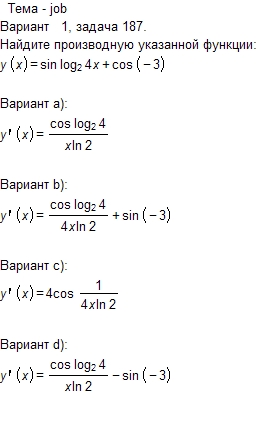 Тема - job
Вариант 1, задача 187.
Найдите производную указанной функции:
y (x) = sin log₂ 4x + cos (−3)
Вариант a):
y' (x) = cos log₂ 4 / x ln 2
Вариант b):
y' (x) = cos log₂ 4 / 4x ln 2 + sin (−3)
Вариант c):
y' (x) = 4cos 1 / 4x ln 2
Вариант d):
y' (x) = cos log₂ 4 / x ln 2 − sin (−3)